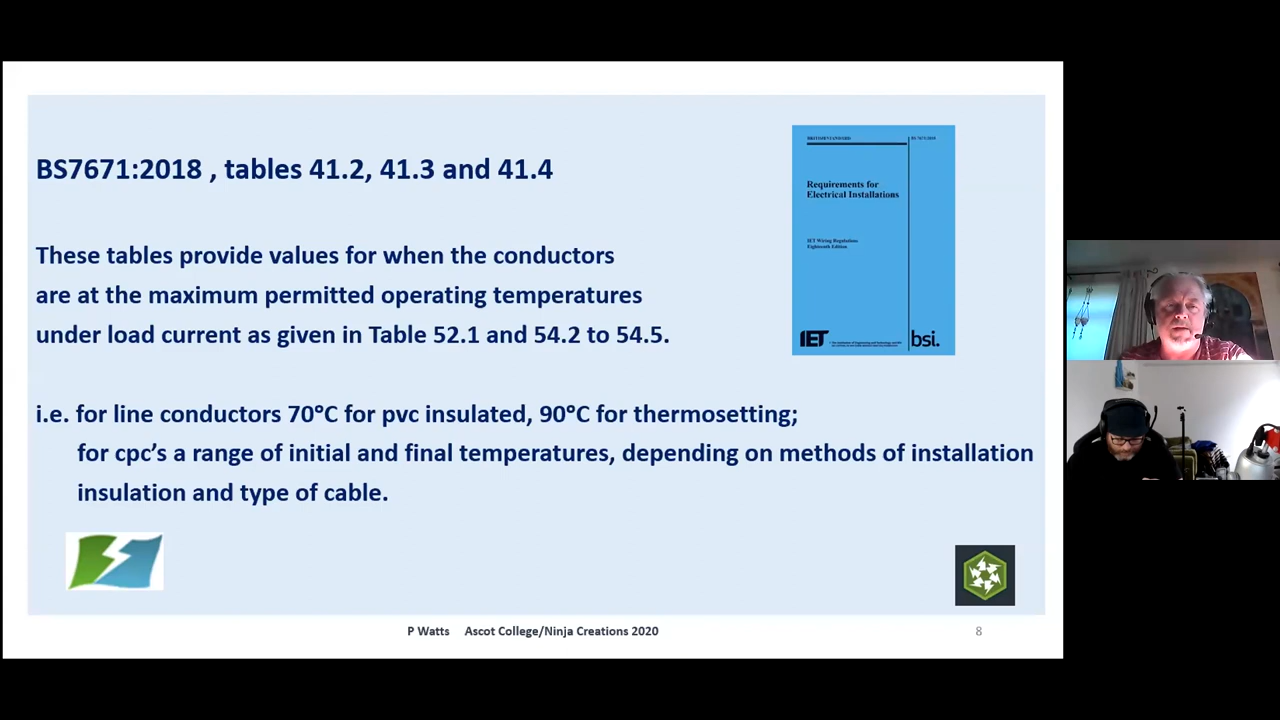 BS7671:2018 , tables 41.2, 41.3 and 41.4
BS 7671:2018
Requirements for
Electrical Installations
IET Wiring Regulations
Eighteenth Edition
IET
bsi.
These tables provide values for when the conductors
are at the maximum permitted operating temperatures
under load current as given in Table 52.1 and 54.2 to 54.5.
i.e. for line conductors 70°C for pvc insulated, 90°C for thermosetting;
for cpc’s a range of initial and final temperatures, depending on methods of installation
insulation and type of cable.
P Watts Ascot College/Ninja Creations 2020
8